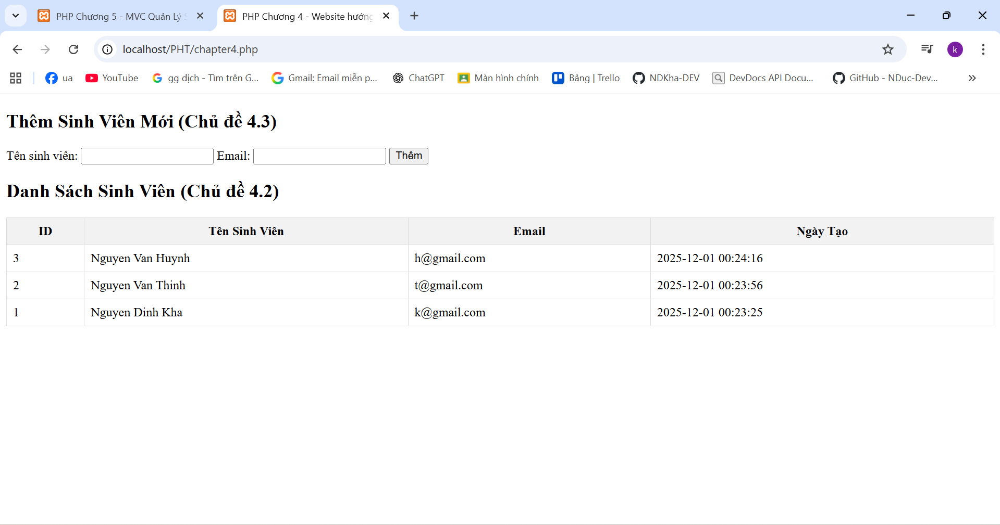 PHP Chương 5 - MVC Quản Lý S
PHP Chương 4 - Website hướng
localhost/PHT/chapter4.php
k
ua
YouTube
gg dịch - Tìm trên G...
Gmail: Email miễn p...
ChatGPT
Màn hình chính
Bảng | Trello
NDKha-DEV
DevDocs API Docu...
GitHub - NDuc-Dev...
Thêm Sinh Viên Mới (Chủ đề 4.3)
Tên sinh viên: Email: Thêm
Danh Sách Sinh Viên (Chủ đề 4.2)
ID Tên Sinh Viên Email Ngày Tạo
3 Nguyen Van Huynh h@gmail.com 2025-12-01 00:24:16
2 Nguyen Van Thinh t@gmail.com 2025-12-01 00:23:56
1 Nguyen Dinh Kha k@gmail.com 2025-12-01 00:23:25